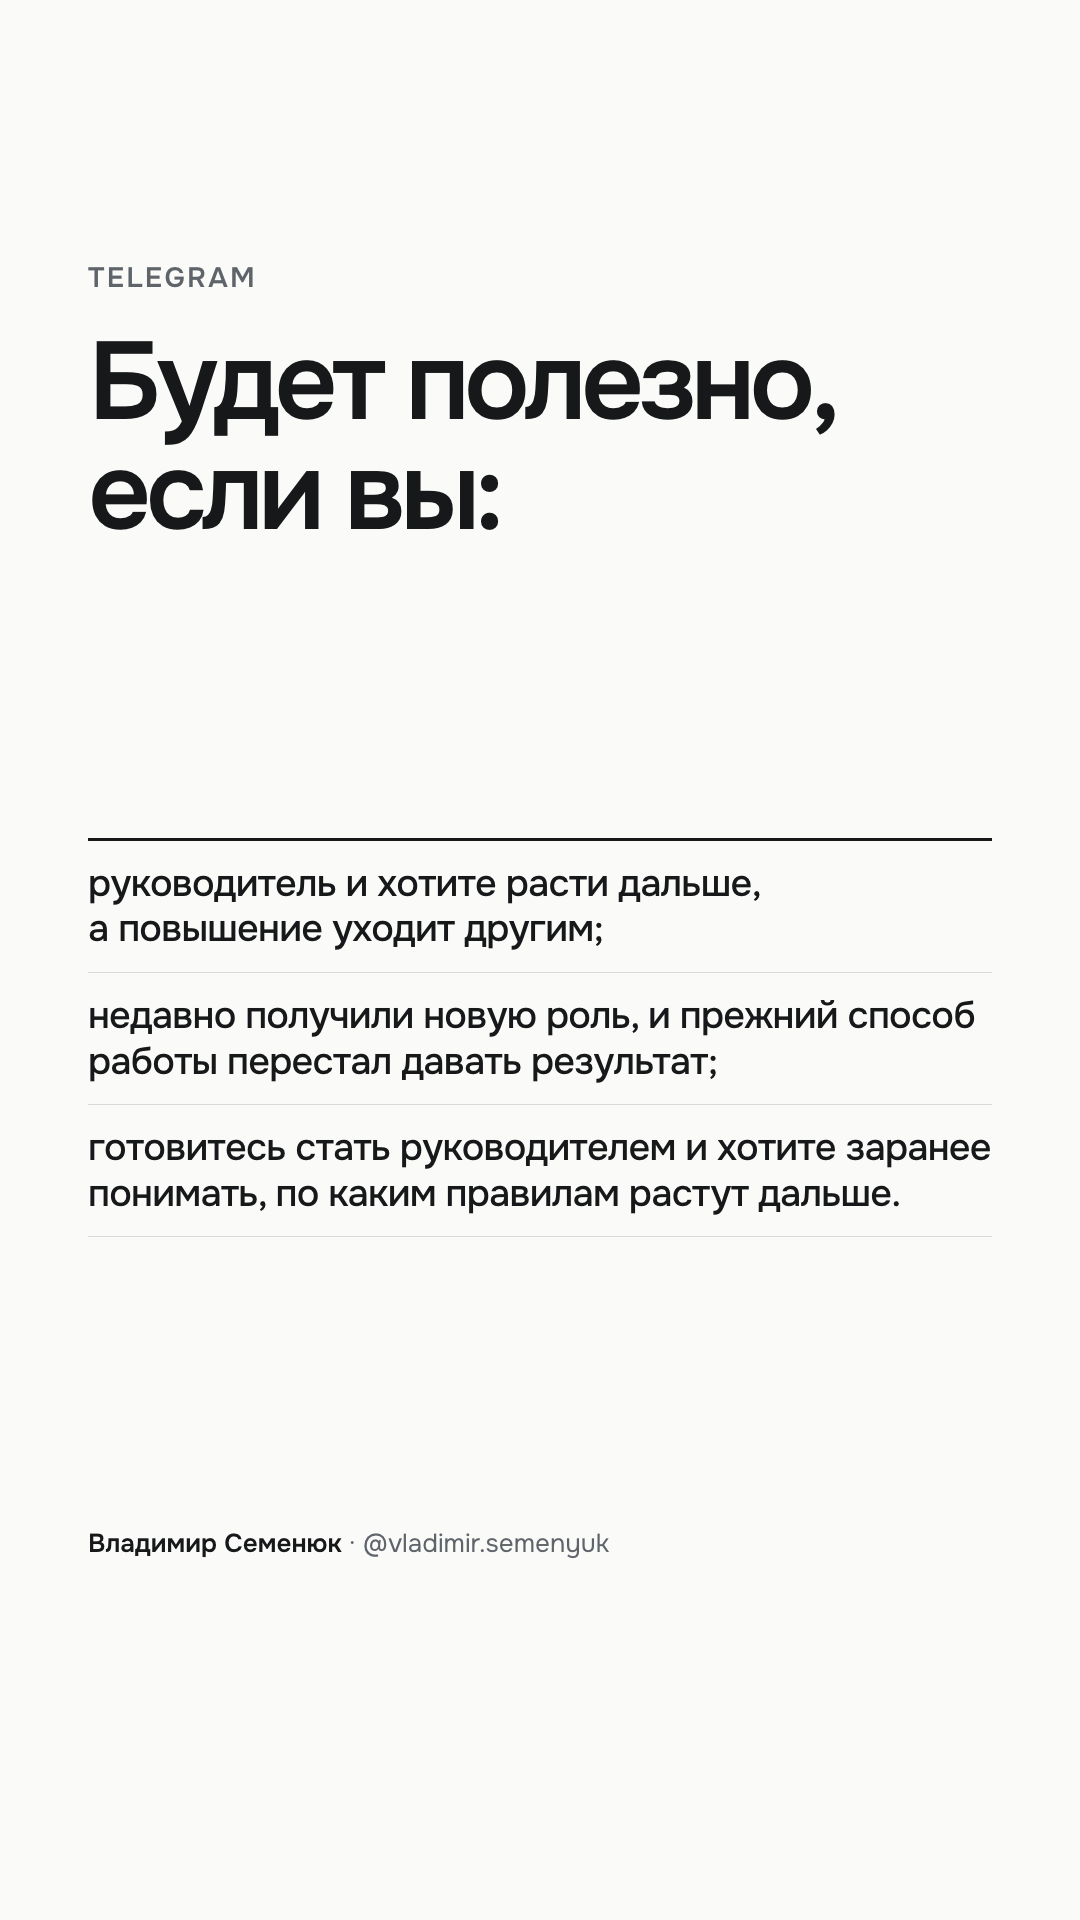 TELEGRAM
Будет полезно,
если вы:
руководитель и хотите расти дальше,
а повышение уходит другим;
недавно получили новую роль, и прежний способ
работы перестал давать результат;
готовитесь стать руководителем и хотите заранее
понимать, по каким правилам растут дальше.
Владимир Семенюк · @vladimir.semenyuk